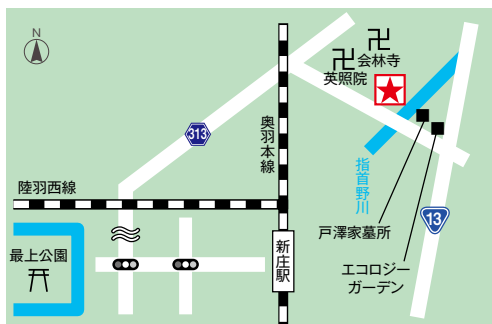 N
会林寺
英照院
313
奥羽本線
陸羽西線
指首野川
13
戸澤家墓所
最上公園
新庄駅
エコロジー
ガーデン